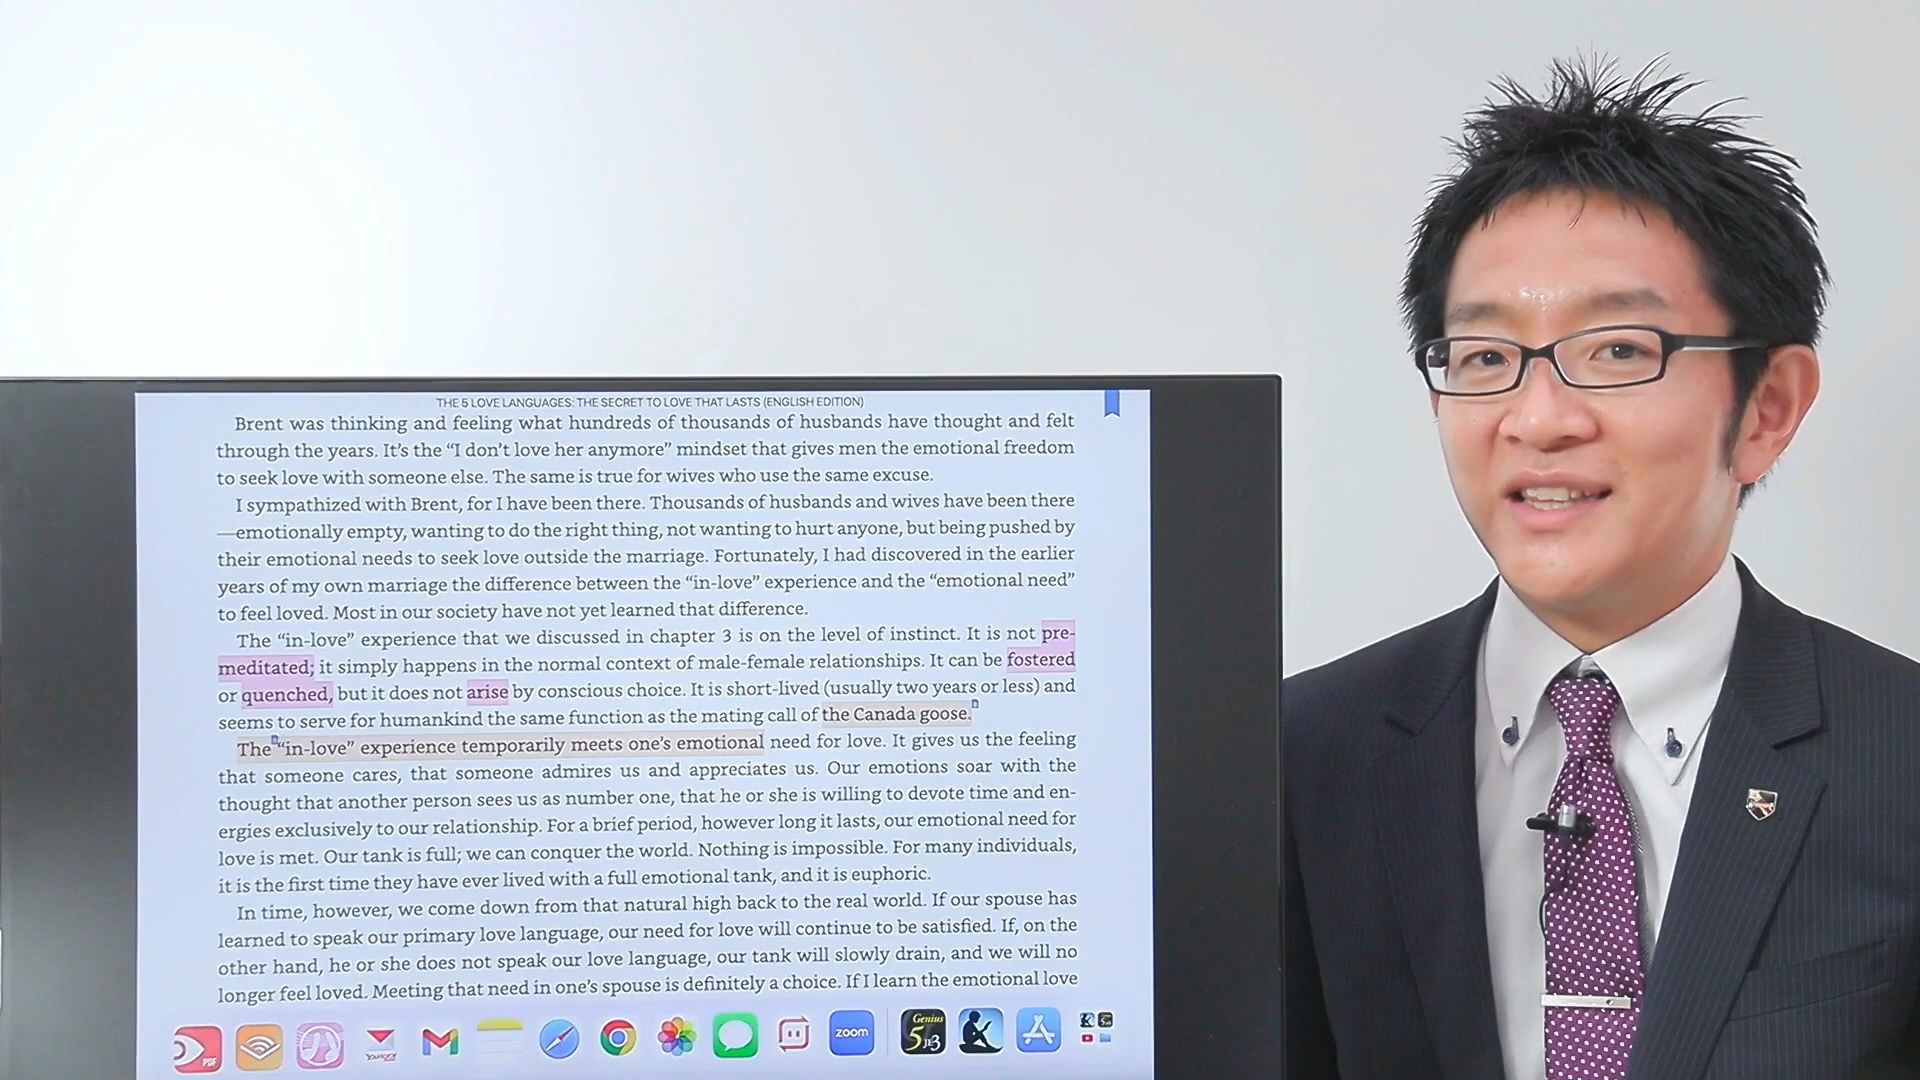 THE 5 LOVE LANGUAGES: THE SECRET TO LOVE THAT LASTS (ENGLISH EDITION)
Brent was thinking and feeling what hundreds of thousands of husbands have thought and felt
through the years. It's the “I don't love her anymore” mindset that gives men the emotional freedom
to seek love with someone else. The same is true for wives who use the same excuse.
I sympathized with Brent, for I have been there. Thousands of husbands and wives have been there
—emotionally empty, wanting to do the right thing, not wanting to hurt anyone, but being pushed by
their emotional needs to seek love outside the marriage. Fortunately, I had discovered in the earlier
years of my own marriage the difference between the “in-love” experience and the “emotional need”
to feel loved. Most in our society have not yet learned that difference.
The “in-love” experience that we discussed in chapter 3 is on the level of instinct. It is not pre-
meditated; it simply happens in the normal context of male-female relationships. It can be fostered
or quenched, but it does not arise by conscious choice. It is short-lived (usually two years or less) and
seems to serve for humankind the same function as the mating call of the Canada goose.
The “in-love” experience temporarily meets one's emotional need for love. It gives us the feeling
that someone cares, that someone admires us and appreciates us. Our emotions soar with the
thought that another person sees us as number one, that he or she is willing to devote time and en-
ergies exclusively to our relationship. For a brief period, however long it lasts, our emotional need for
love is met. Our tank is full; we can conquer the world. Nothing is impossible. For many individuals,
it is the first time they have ever lived with a full emotional tank, and it is euphoric.
In time, however, we come down from that natural high back to the real world. If our spouse has
learned to speak our primary love language, our need for love will continue to be satisfied. If, on the
other hand, he or she does not speak our love language, our tank will slowly drain, and we will no
longer feel loved. Meeting that need in one's spouse is definitely a choice. If I learn the emotional love
PDF
zoom
Genius